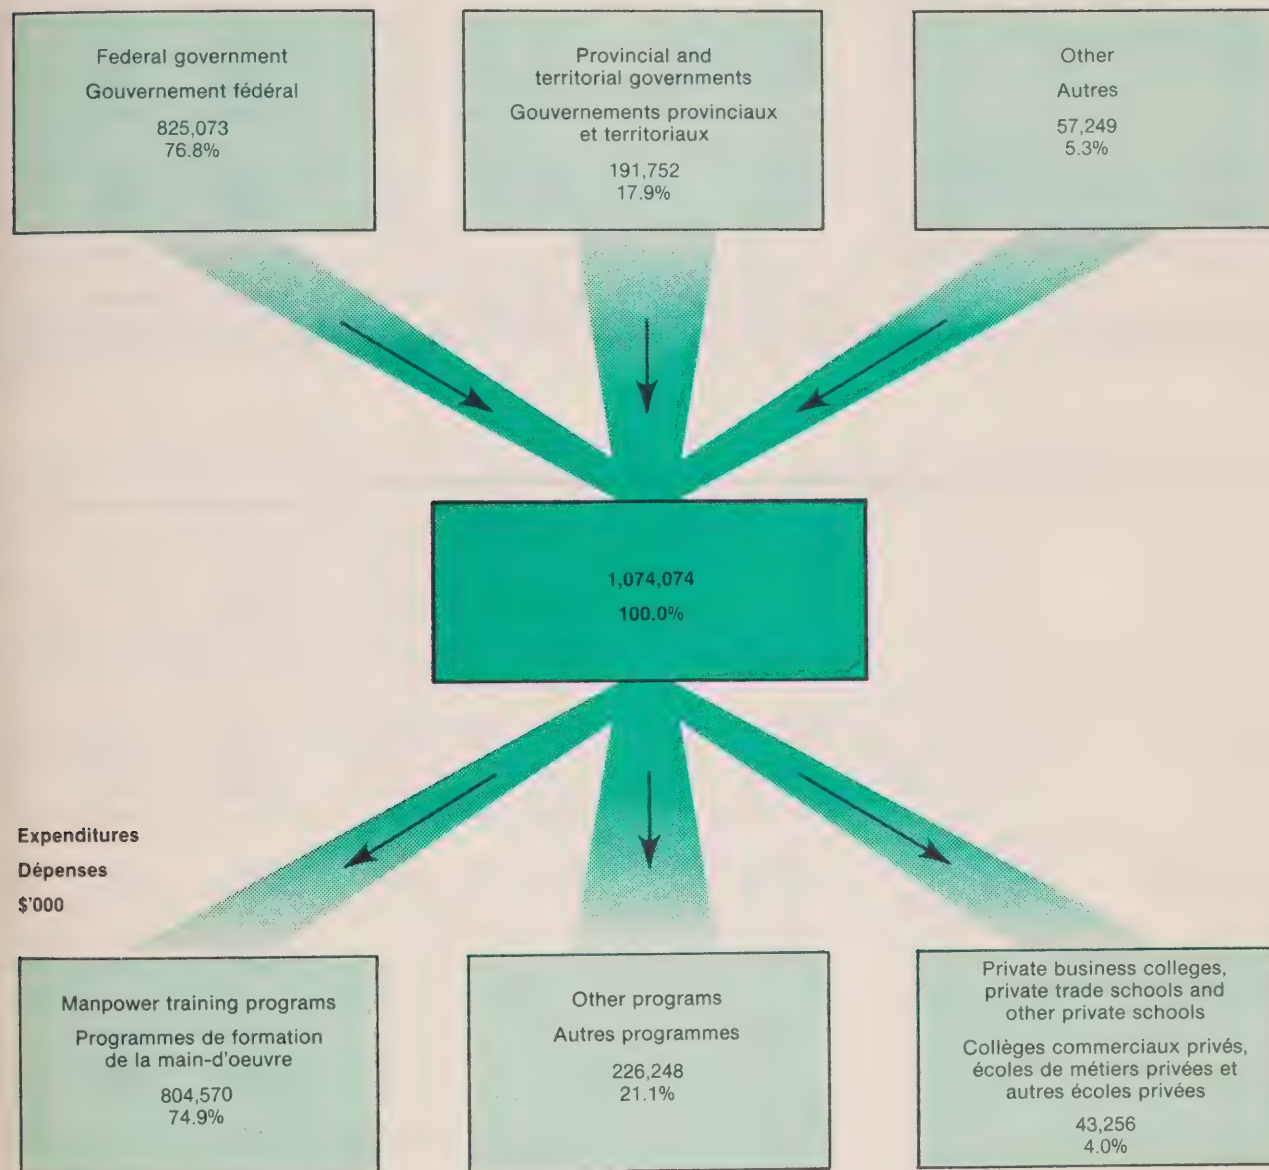 Federal government
Gouvernement fédéral
825,073
76.8%
Provincial and
territorial governments
Gouvernements provinciaux
et territoriaux
191,752
17.9%
Other
Autres
57,249
5.3%
1,074,074
100.0%
Expenditures
Dépenses
$'000
Manpower training programs
Programmes de formation
de la main-d'oeuvre
804,570
74.9%
Other programs
Autres programmes
226,248
21.1%
Private business colleges,
private trade schools and
other private schools
Collèges commerciaux privés,
écoles de métiers privées et
autres écoles privées
43,256
4.0%